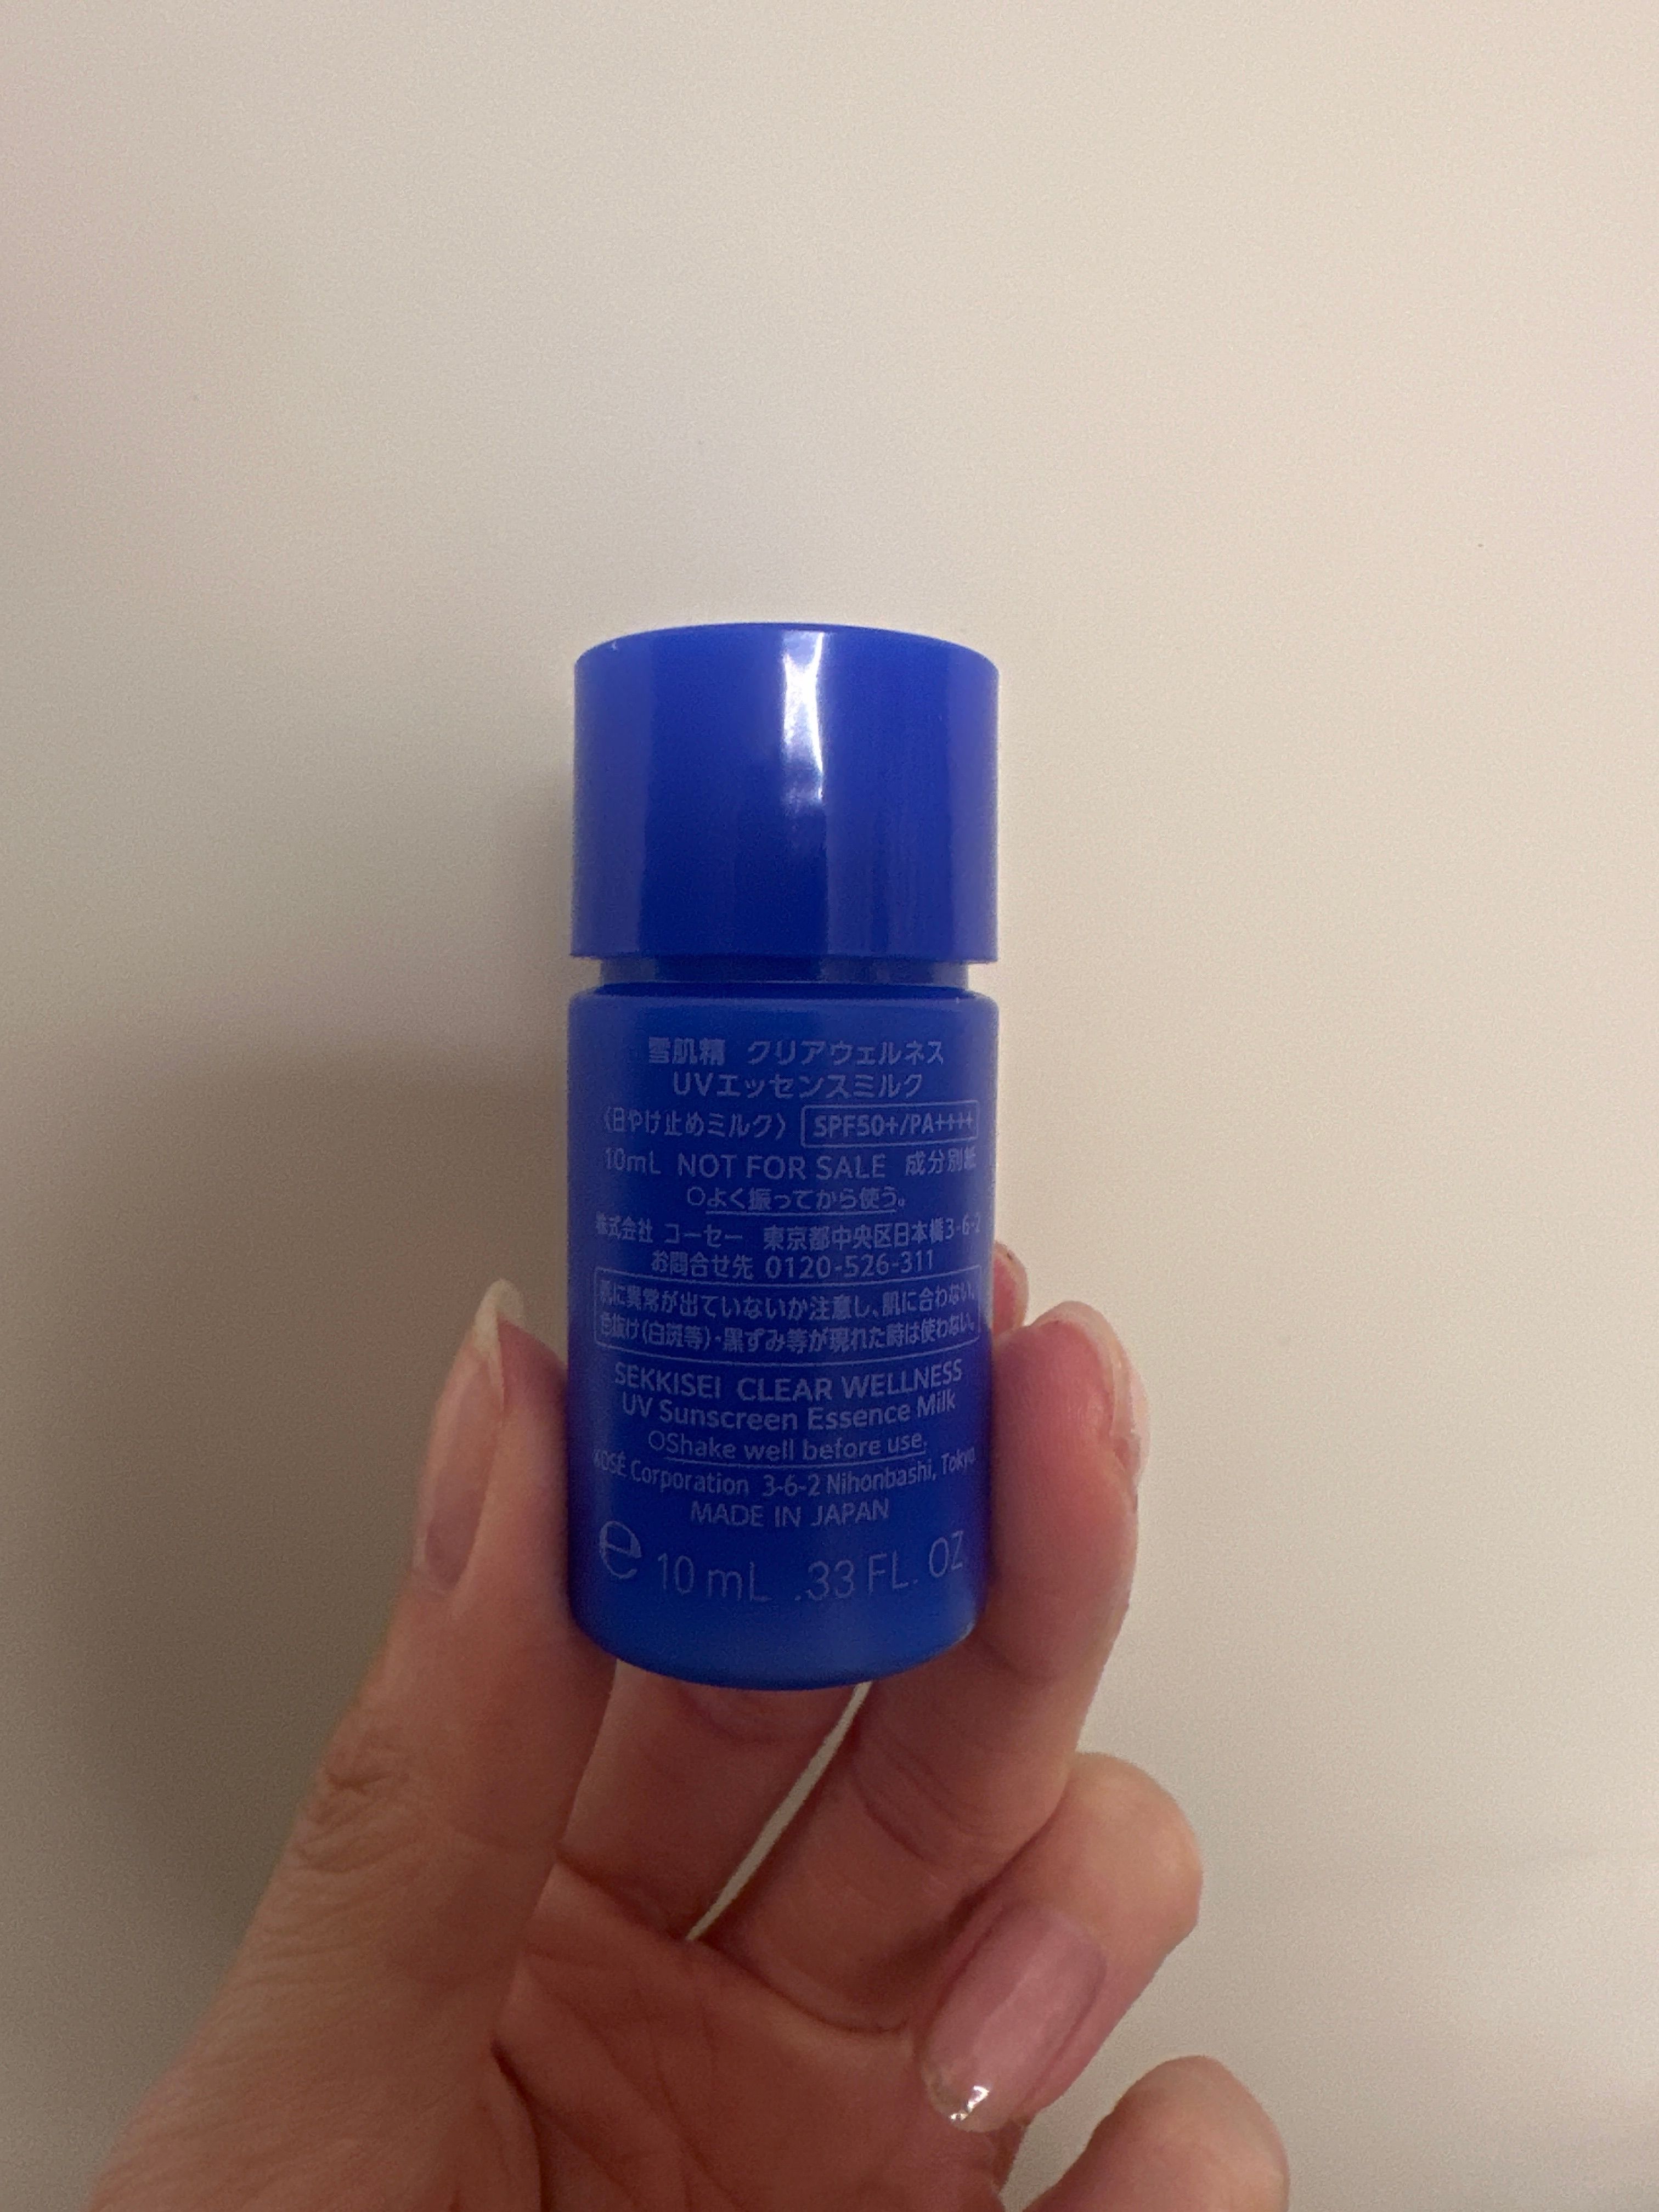 雪肌精 クリアウェルネス
UVエッセンスミルク
〈日やけ止めミルク〉 SPF50+/PA++++
10mL NOT FOR SALE 成分別紙
○よく振ってから使う。
株式会社 コーセー 東京都中央区日本橋3-6-2
お問合せ先 0120-526-311
肌に異常が出ていないか注意し、肌に合わない、
色抜け(白斑等)・黒ずみ等が現れた時は使わない。
SEKKISEI CLEAR WELLNESS
UV Sunscreen Essence Milk
○Shake well before use.
KOSÉ Corporation 3-6-2 Nihonbashi, Tokyo
MADE IN JAPAN
℮ 10 mL .33 FL. OZ.